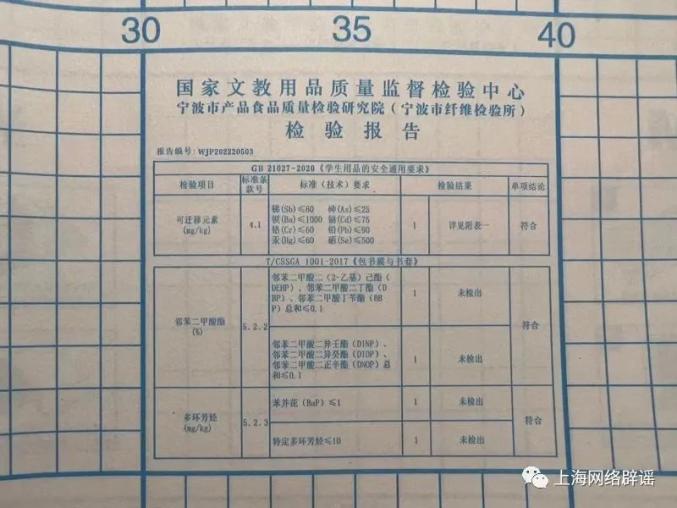 30 35 40
国家文教用品质量监督检验中心
宁波市产品食品质量检验研究院(宁波市纤维检验所)
检验报告
报告编号:WJP202220503
GB 21027-2020《学生用品的安全通用要求》
检验项目 标准条款号 标准(技术)要求 检验结果 单项结论
可迁移元素
(mg/kg)
4.1
锑(Sb)≤60 砷(As)≤25
钡(Ba)≤1000 镉(Cd)≤75
铬(Cr)≤60 铅(Pb)≤90
汞(Hg)≤60 硒(Se)≤500
1 详见附表一 符合
T/CSSGA 1001-2017《包书膜与书套》
邻苯二甲酸酯
(%)
5.2.2
邻苯二甲酸二(2-乙基)己酯
(DEHP)、邻苯二甲酸二丁酯(D
BP)、邻苯二甲酸丁苄酯(BB
P)总和≤0.1
1 未检出
符合
邻苯二甲酸二异壬酯(DINP)、
邻苯二甲酸二异癸酯(DIDP)、
邻苯二甲酸二正辛酯(DNOP)总
和≤0.1
1 未检出
多环芳烃
(mg/kg)
5.2.3
苯并芘(BaP)≤1 1 未检出
符合
特定多环芳烃≤10 1 未检出
上海网络辟谣